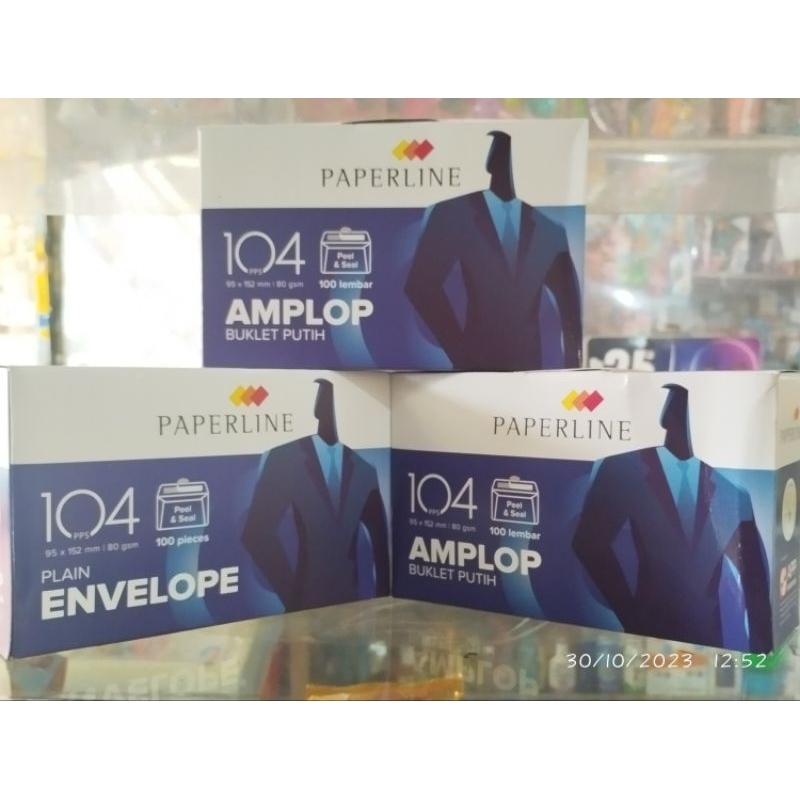 PAPERLINE
104 PPS
95 x 152 mm | 80 gsm
Peel
& Seal
100 lembar
AMPLOP
BUKLET PUTIH
PAPERLINE
104 PPS
95 x 152 mm | 80 gsm
Peel
& Seal
100 pieces
PLAIN
ENVELOPE
PAPERLINE
104 PPS
95 x 152 mm | 80 gsm
Peel
& Seal
100 lembar
AMPLOP
BUKLET PUTIH
30/10/2023 12:52